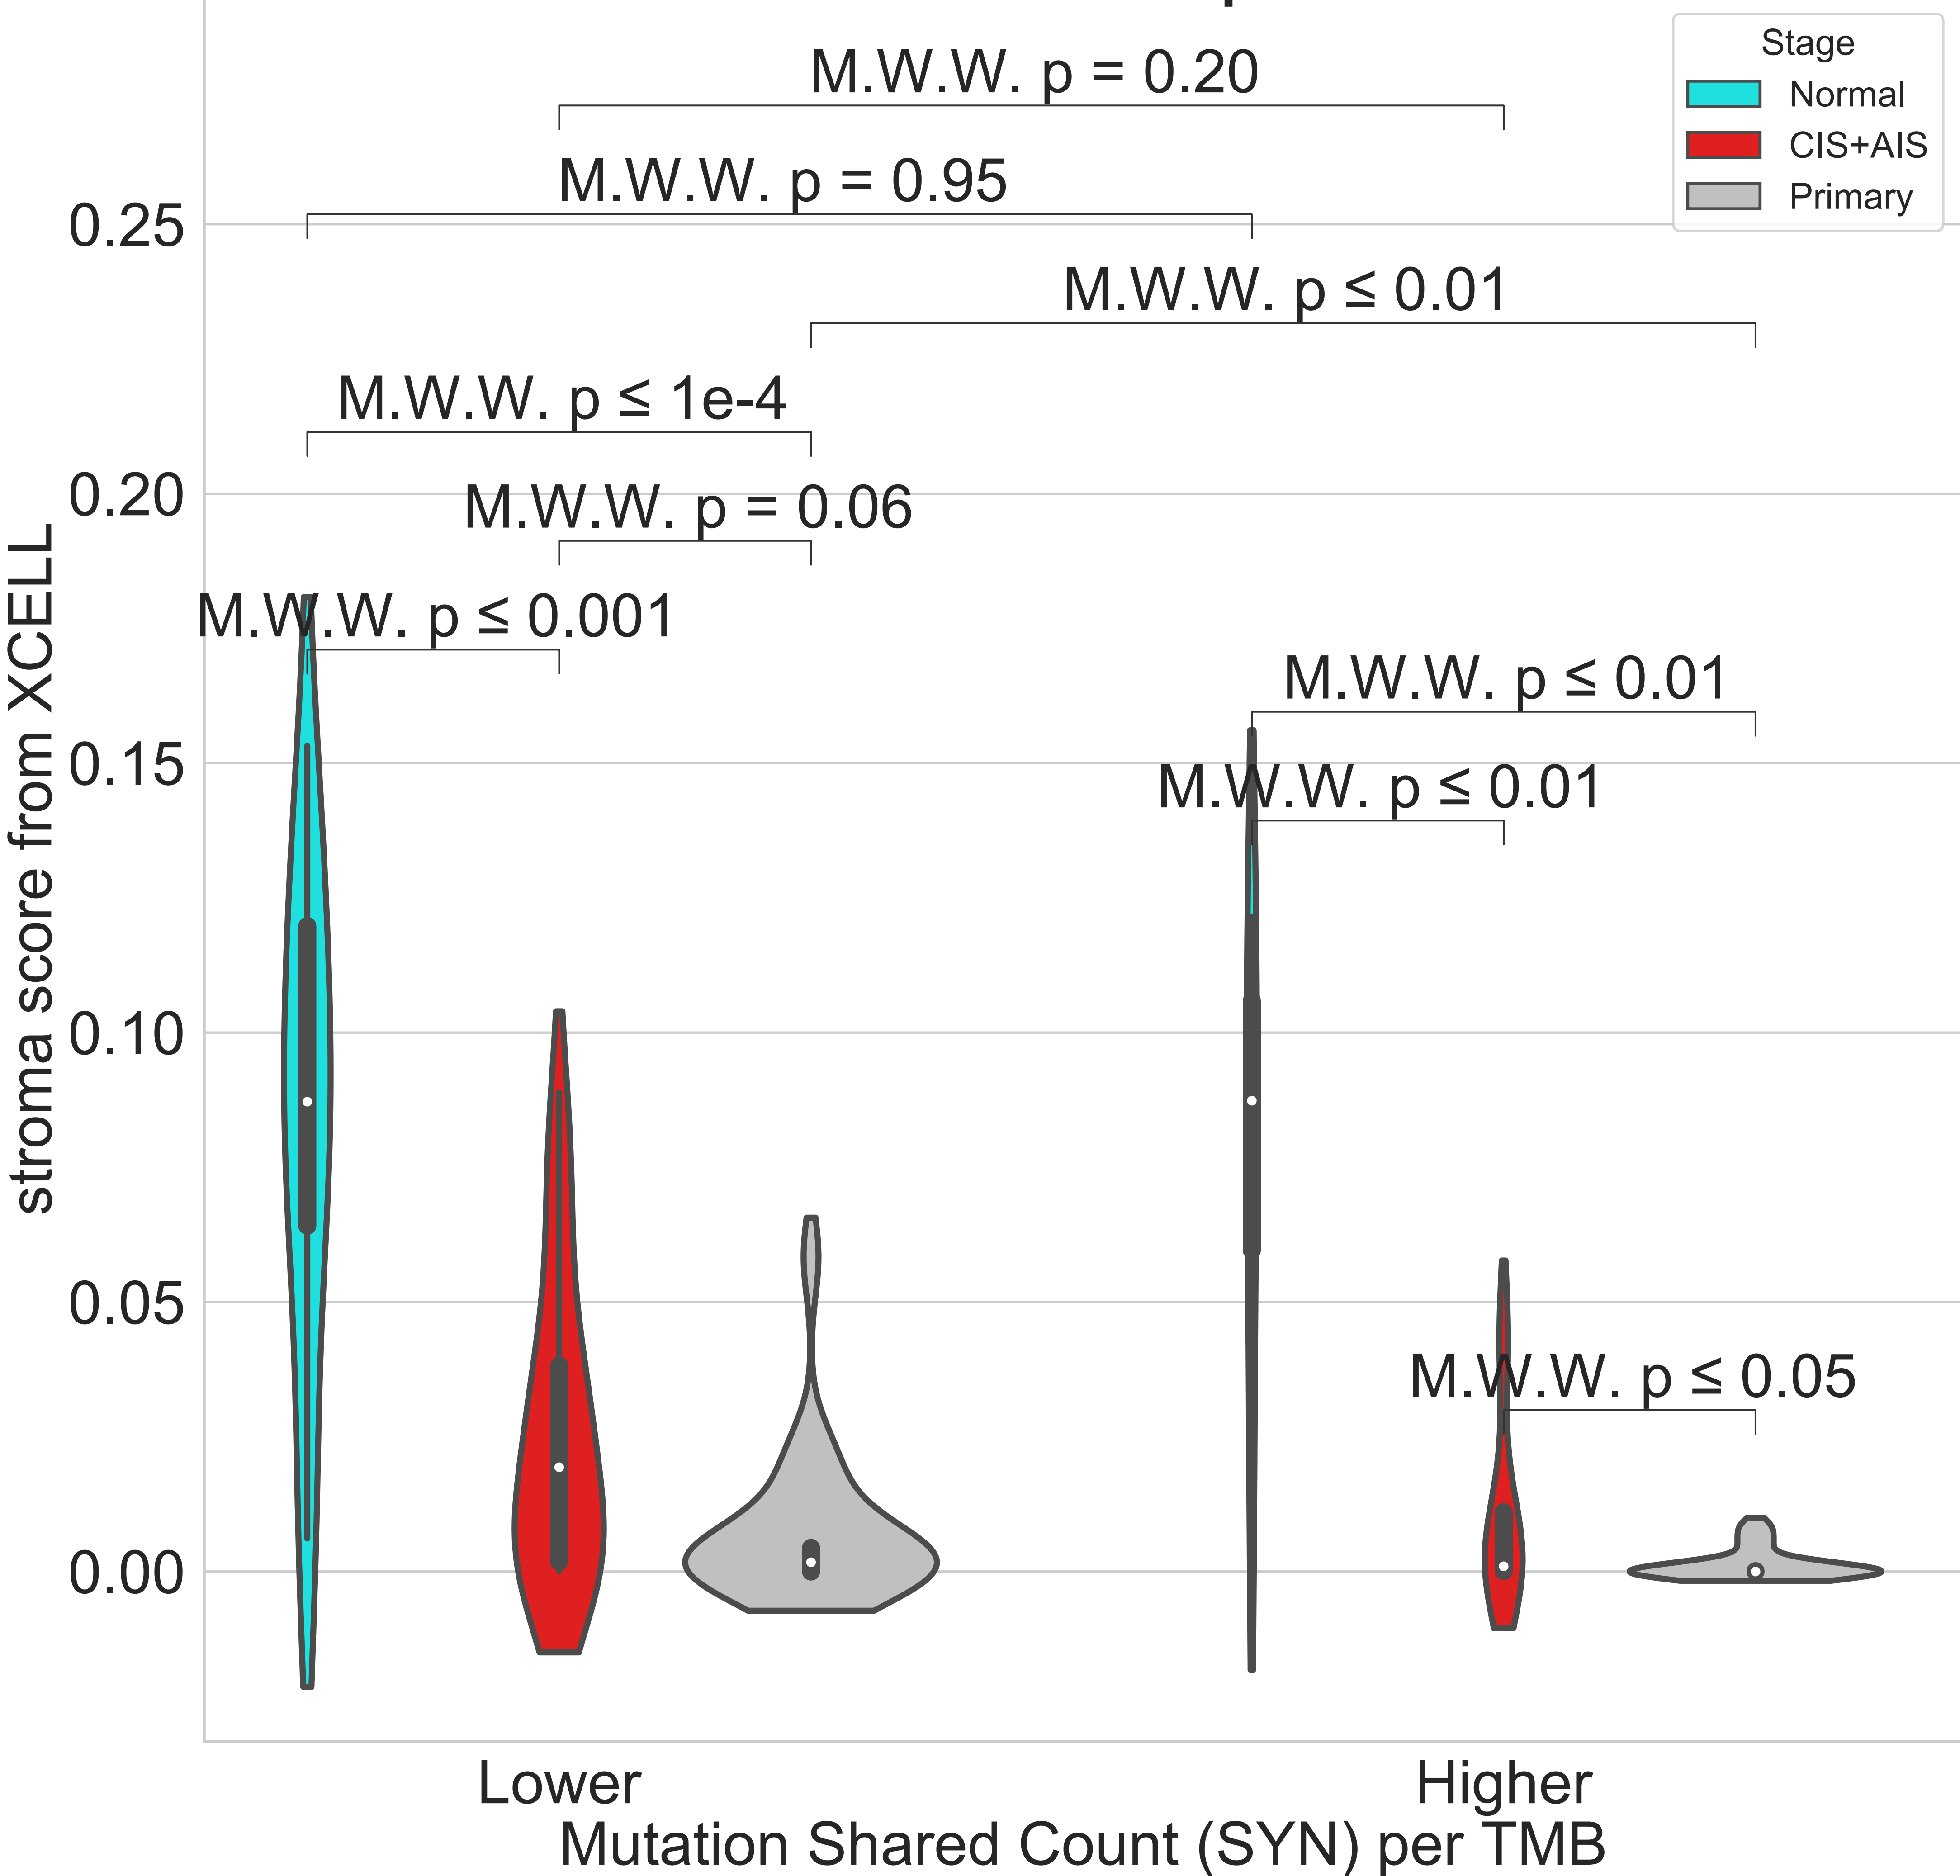 Stage
Normal
CIS+AIS
Primary
M.W.W. p = 0.20
M.W.W. p = 0.95
M.W.W. p ≤ 0.01
M.W.W. p ≤ 1e-4
M.W.W. p = 0.06
M.W.W. p ≤ 0.001
M.W.W. p ≤ 0.01
M.W.W. p ≤ 0.01
M.W.W. p ≤ 0.05
stroma score from XCELL
0.25
0.20
0.15
0.10
0.05
0.00
Lower
Higher
Mutation Shared Count (SYN) per TMB